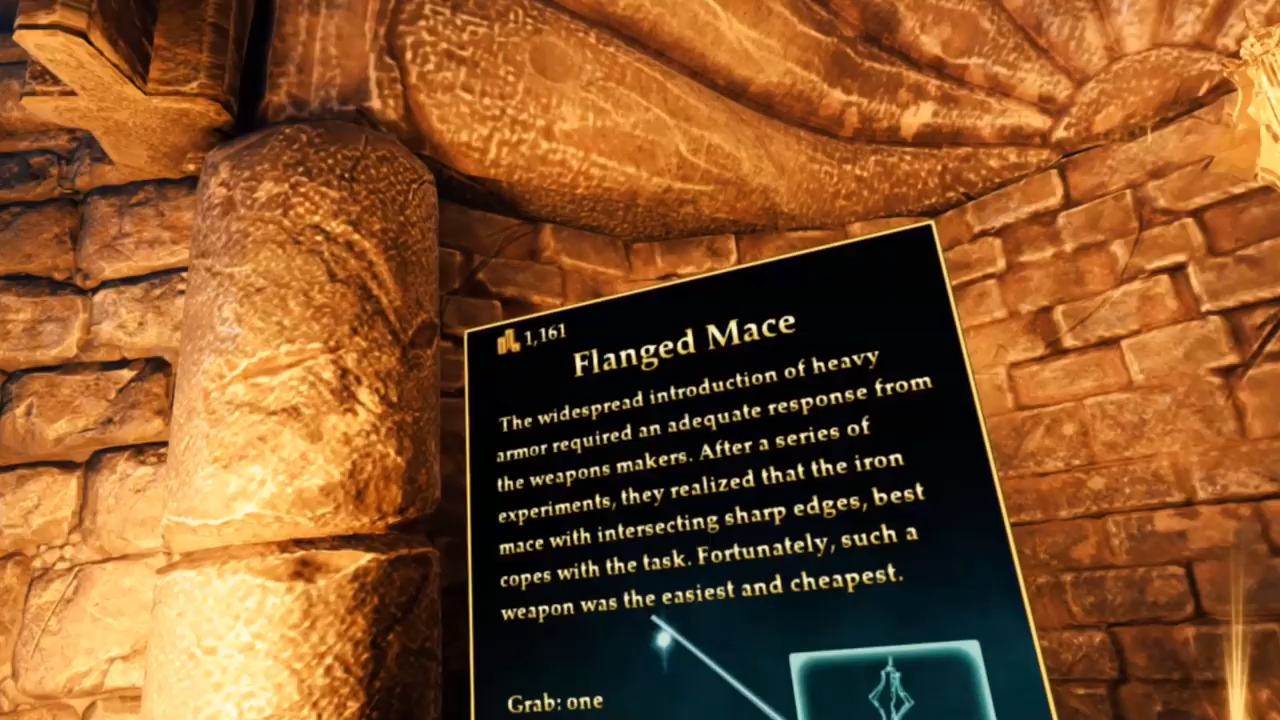 1,161
Flanged Mace
The widespread introduction of heavy
armor required an adequate response from
the weapons makers. After a series of
experiments, they realized that the iron
mace with intersecting sharp edges, best
copes with the task. Fortunately, such a
weapon was the easiest and cheapest.
Grab: one